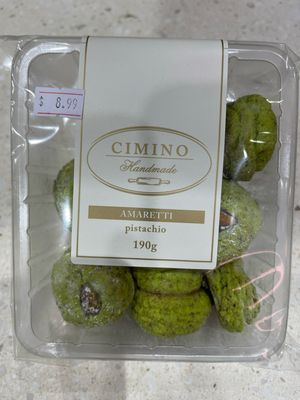 $ 8.99
CIMINO
Handmade
AMARETTI
pistachio
190g